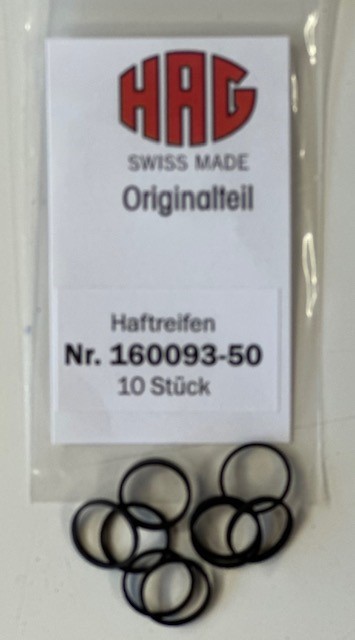 HAG
SWISS MADE
Originalteil
Haftreifen
Nr. 160093-50
10 Stück